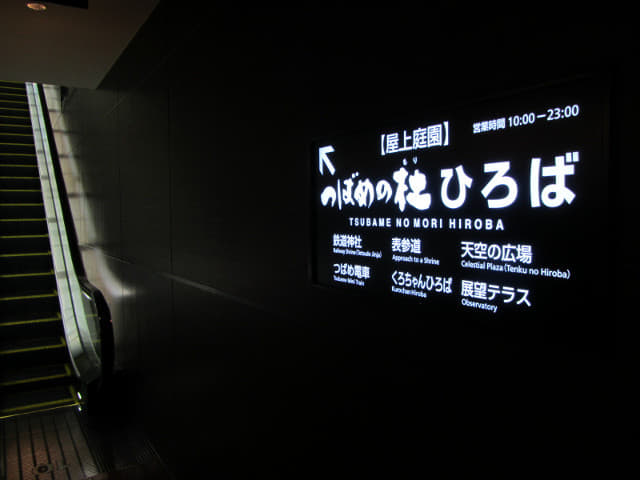 【屋上庭園】 営業時間 10:00－23:00
もり
つばめの杜ひろば
TSUBAME NO MORI HIROBA
鉄道神社 表参道 天空の広場
Railway Shrine (Tetsudo Jinja) Approach to a Shrine Celestial Plaza (Tenku no Hiroba)
つばめ電車 くろちゃんひろば 展望テラス
Tsubame Mini Train Kurochan Hiroba Observatory